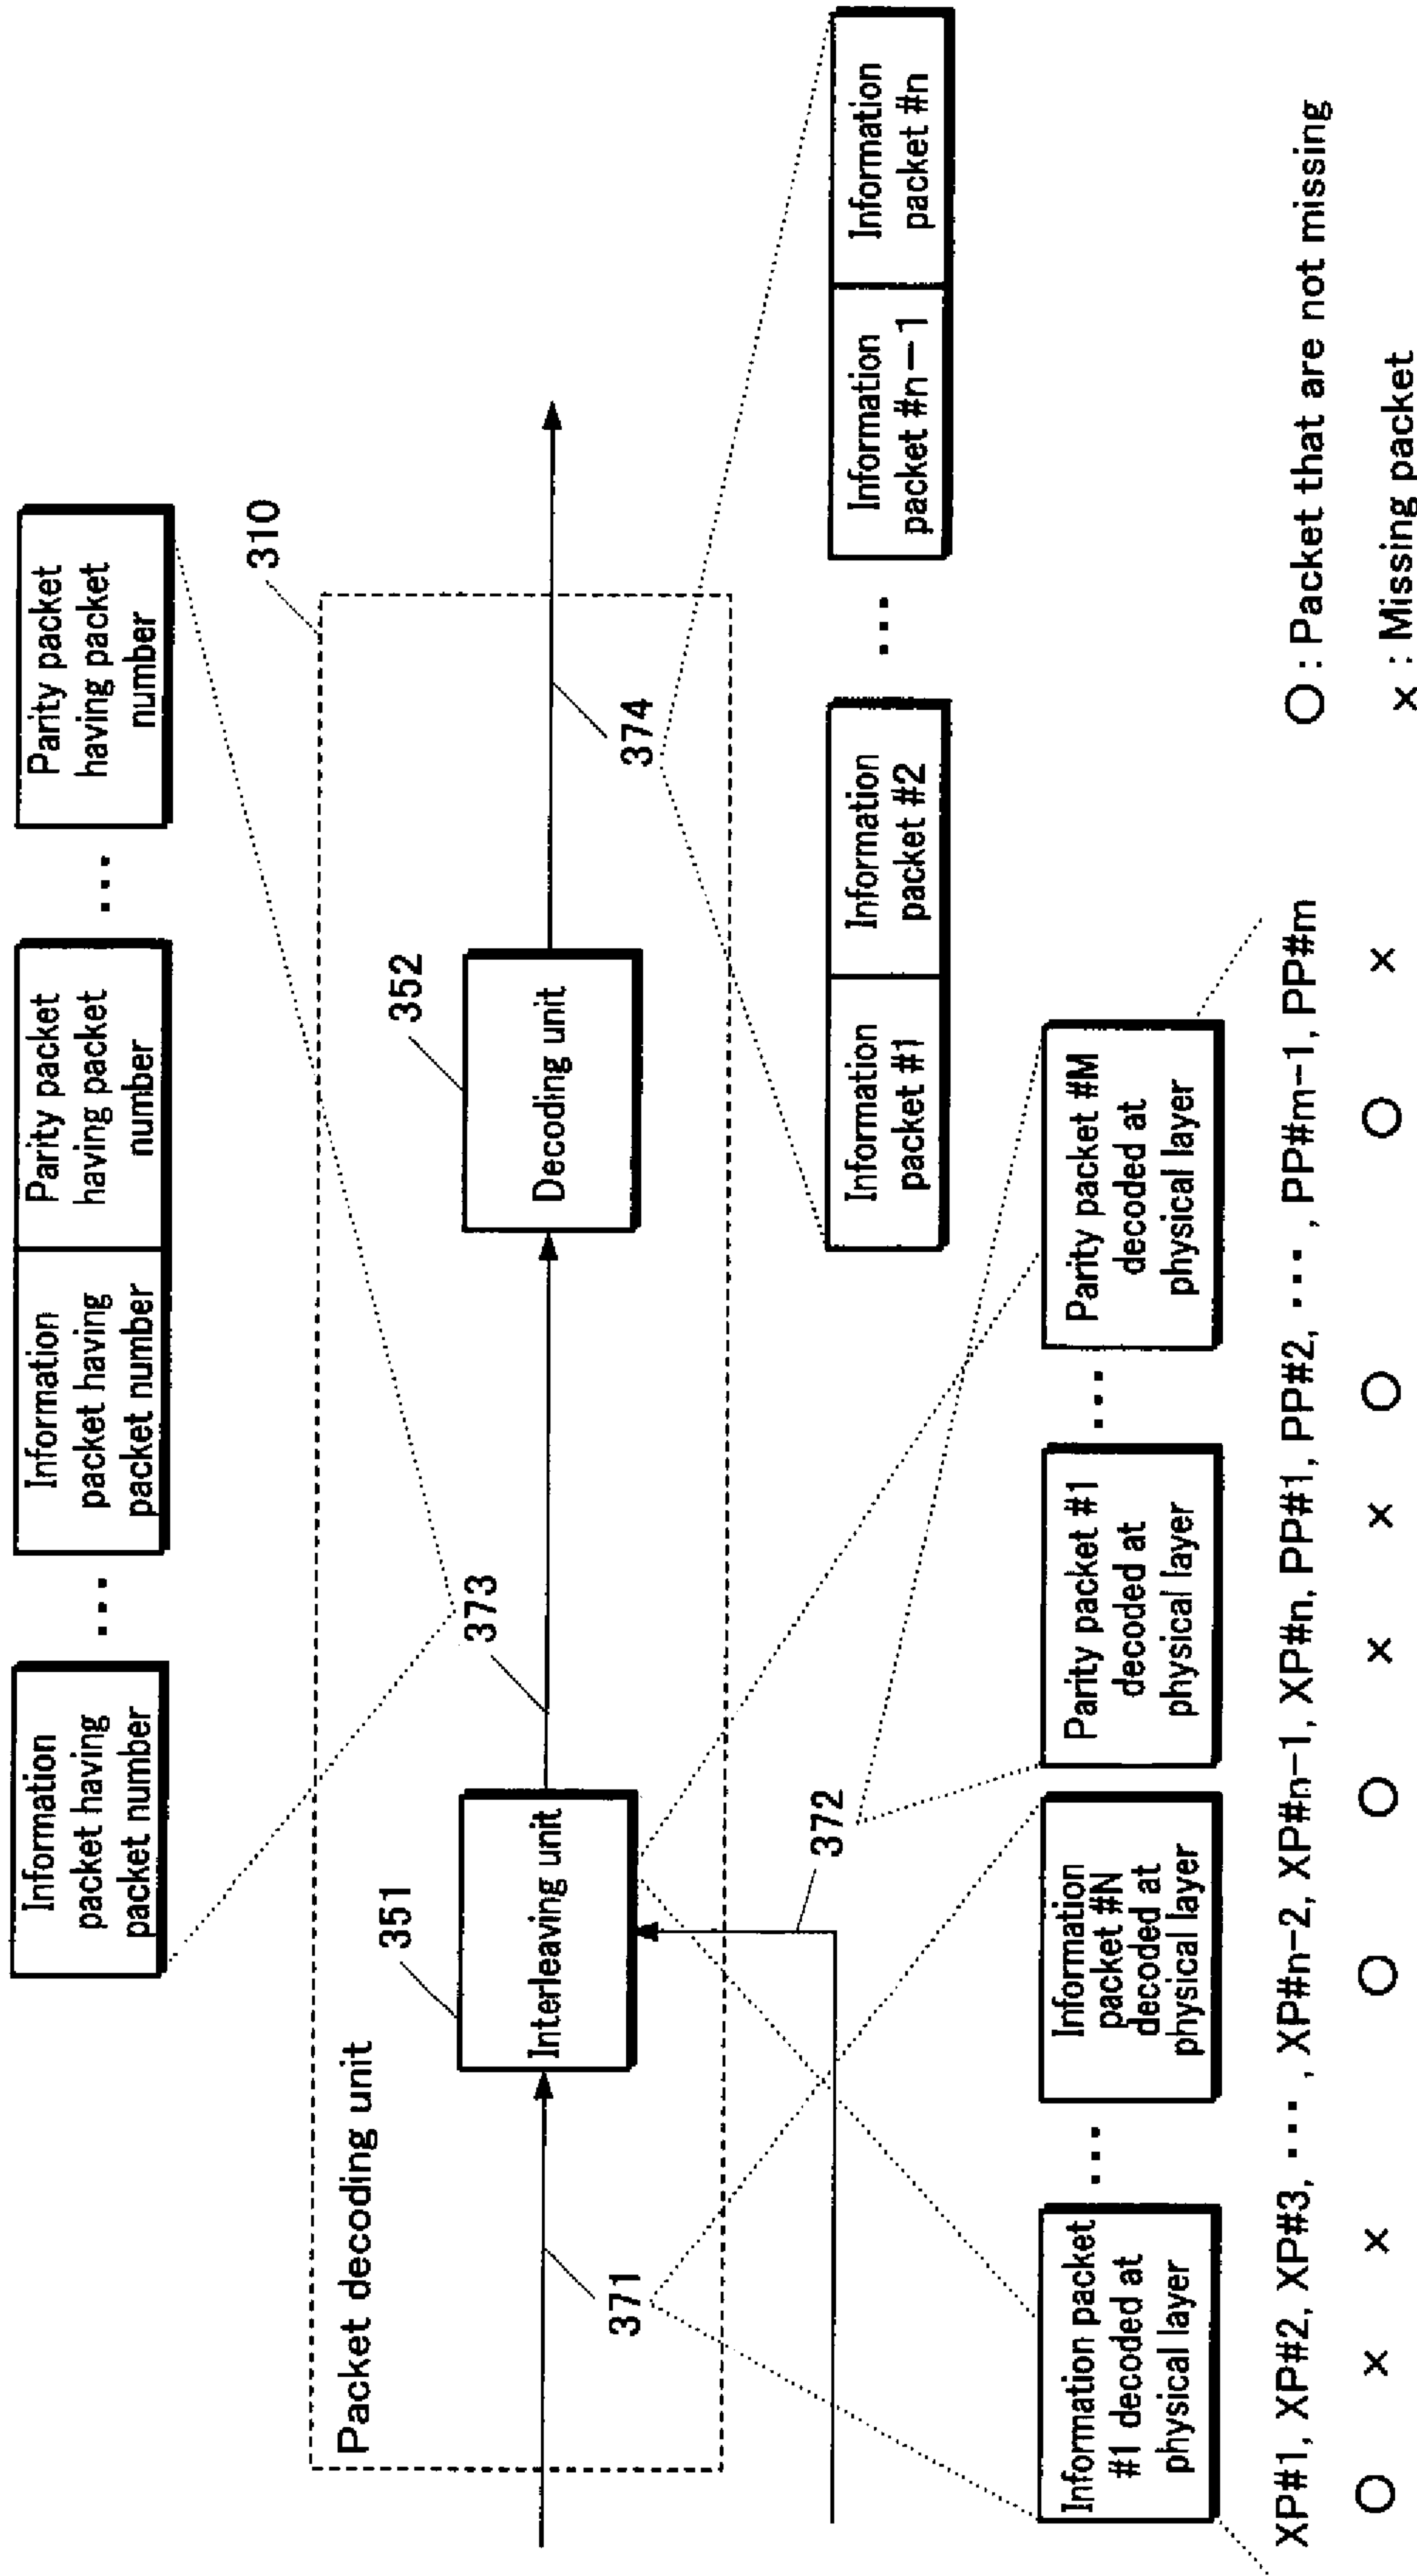 Information
packet having
packet number
...
Information
packet having
packet number
Parity packet
having packet
number
...
Parity packet
having packet
number
310
Packet decoding unit
351
Interleaving unit
352
Decoding unit
371
372
373
374
Information
packet #1
Information
packet #2
...
Information
packet #n−1
Information
packet #n
Information packet
#1 decoded at
physical layer
...
Information
packet #N
decoded at
physical layer
Parity packet #1
decoded at
physical layer
...
Parity packet #M
decoded at
physical layer
XP#1, XP#2, XP#3, ... , XP#n−2, XP#n−1, XP#n, PP#1, PP#2, ... , PP#m−1, PP#m
○ × × ○ ○ × × ○ ○ ×
○ : Packet that are not missing
× : Missing packet